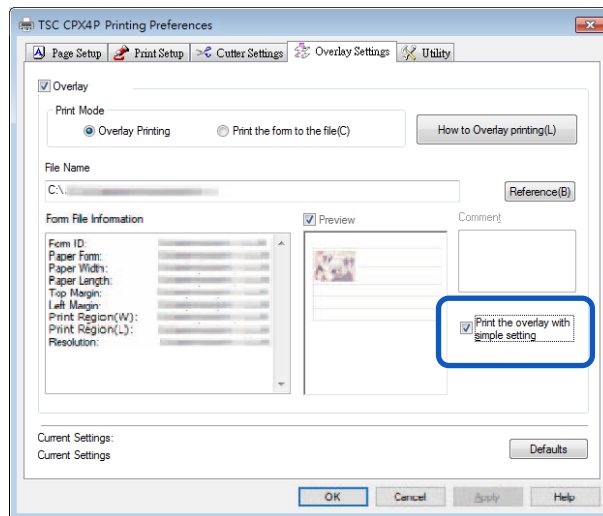 TSC CPX4P Printing Preferences
Page Setup Print Setup Cutter Settings Overlay Settings Utility
Overlay
Print Mode
Overlay Printing Print the form to the file(C) How to Overlay printing(L)
File Name
C:\.
Reference(B)
Form File Information Preview Comment
Form ID:
Paper Form:
Paper Width:
Paper Length:
Top Margin:
Left Margin:
Print Region(W):
Print Region(L):
Resolution:
Print the overlay with
simple setting
Current Settings:
Current Settings
Defaults
OK Cancel Apply Help